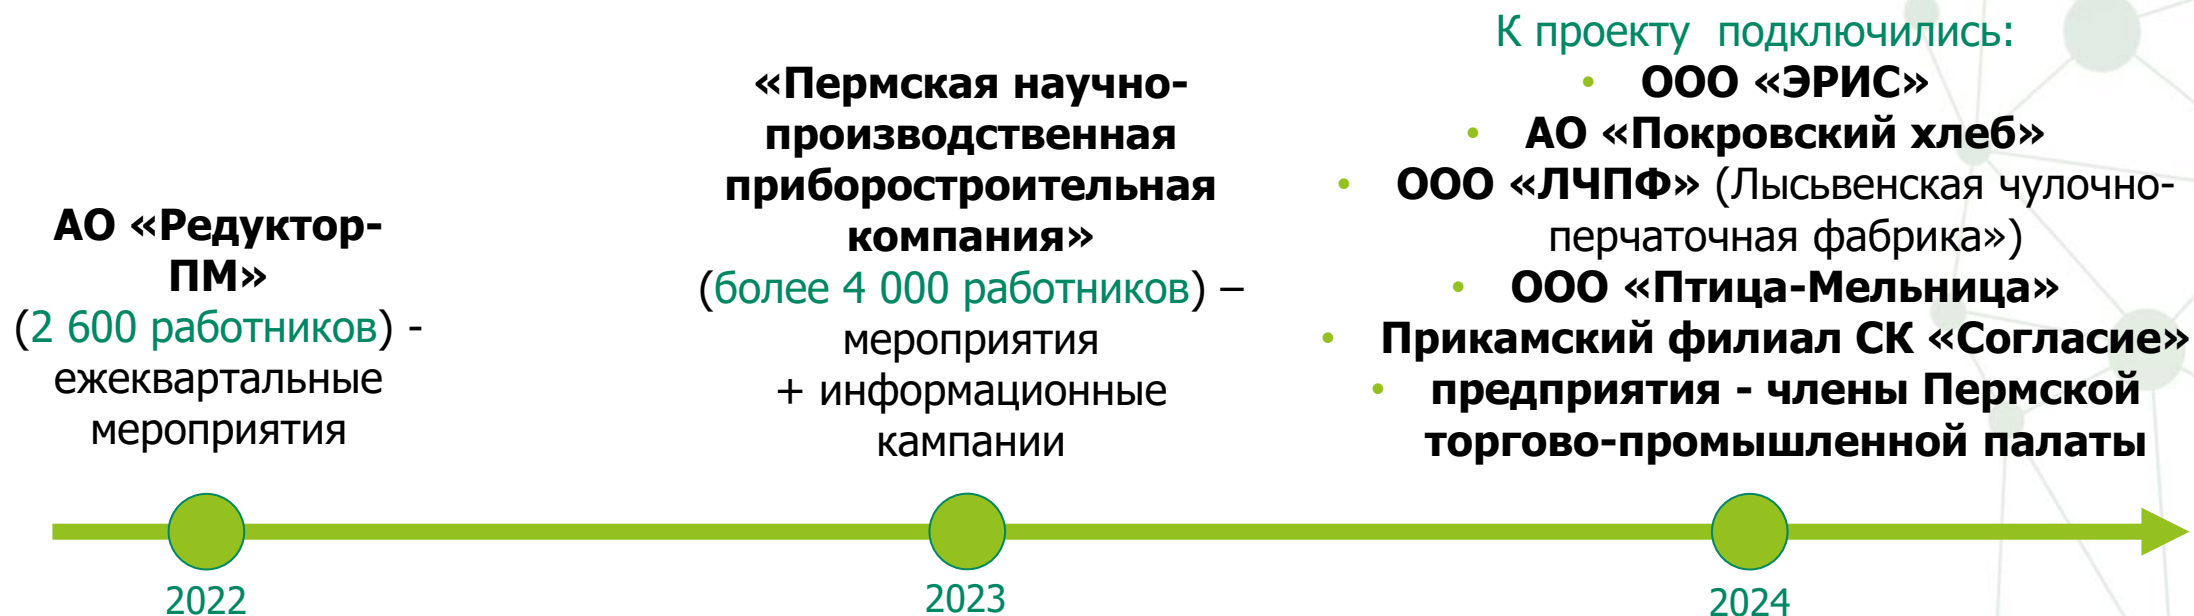 АО «Редуктор-
ПМ»
(2 600 работников) -
ежеквартальные
мероприятия
2022
«Пермская научно-
производственная
приборостроительная
компания»
(более 4 000 работников) –
мероприятия
+ информационные
кампании
2023
К проекту  подключились:
• ООО «ЭРИС»
• АО «Покровский хлеб»
• ООО «ЛЧПФ» (Лысьвенская чулочно-
перчаточная фабрика»)
• ООО «Птица-Мельница»
• Прикамский филиал СК «Согласие»
• предприятия - члены Пермской
торгово-промышленной палаты
2024